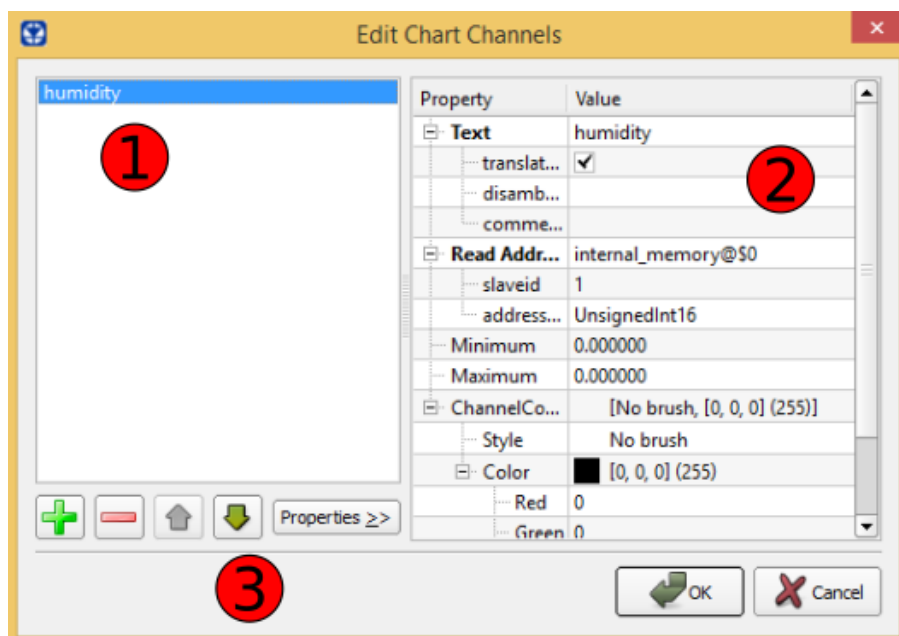 Edit Chart Channels
humidity
1
Property Value
Text humidity
translat...
disamb...
comme...
2
Read Addr... internal_memory@$0
slaveid 1
address... UnsignedInt16
Minimum 0.000000
Maximum 0.000000
ChannelCo... [No brush, [0, 0, 0] (255)]
Style No brush
Color [0, 0, 0] (255)
Red 0
Green 0
Properties >>
3
OK Cancel